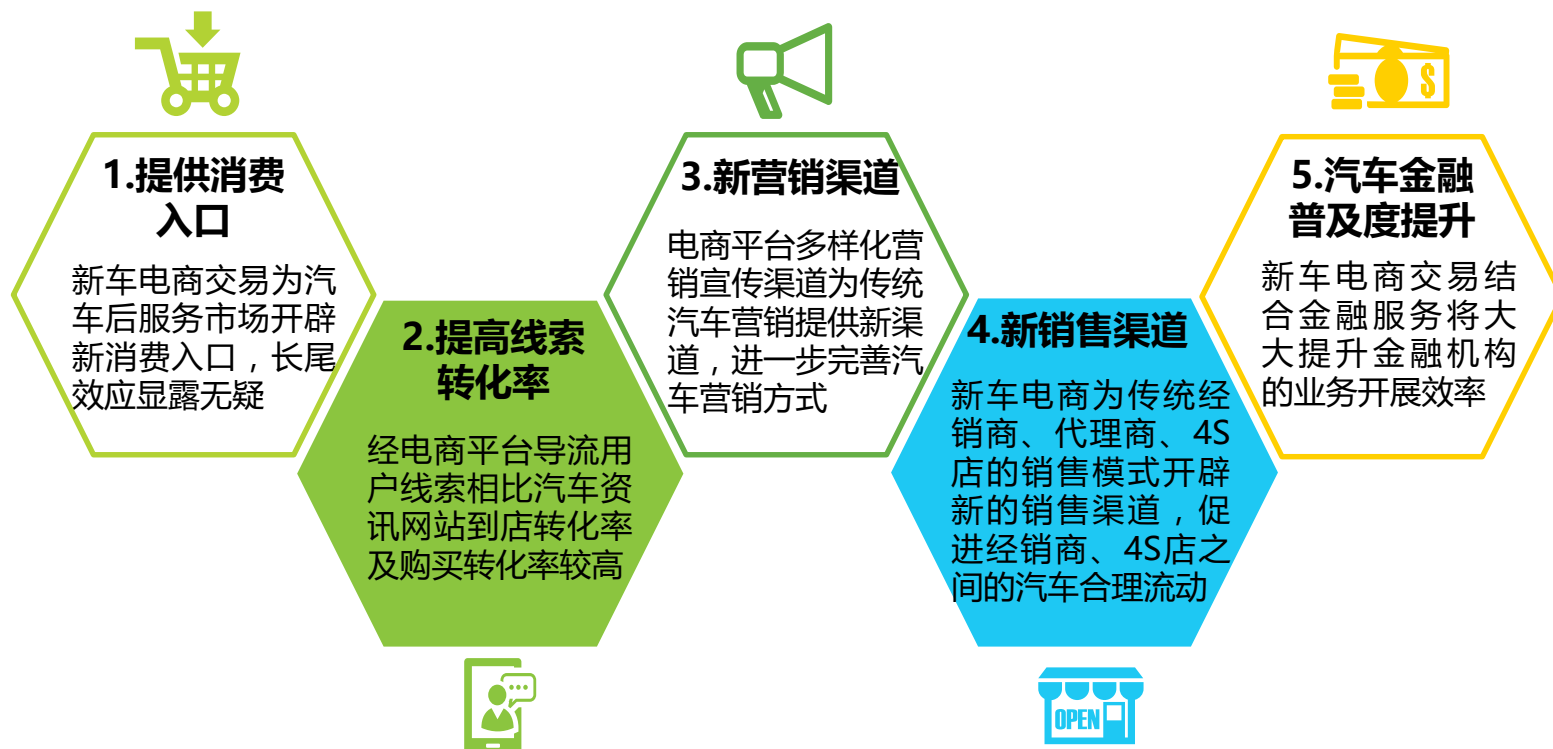 1.提供消费
入口
新车电商交易为汽
车后服务市场开辟
新消费入口，长尾
效应显露无疑
2.提高线索
转化率
经电商平台导流用
户线索相比汽车资
讯网站到店转化率
及购买转化率较高
3.新营销渠道
电商平台多样化营
销宣传渠道为传统
汽车营销提供新渠
道，进一步完善汽
车营销方式
4.新销售渠道
新车电商为传统经
销商、代理商、4S
店的销售模式开辟
新的销售渠道，促
进经销商、4S店之
间的汽车合理流动
OPEN
5.汽车金融
普及度提升
新车电商交易结
合金融服务将大
大提升金融机构
的业务开展效率
$